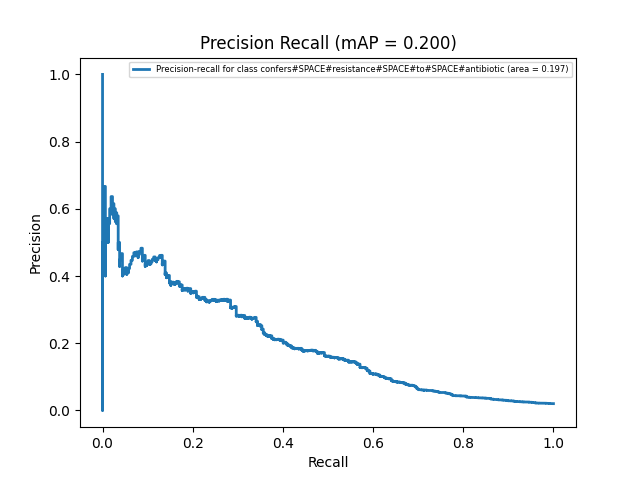 Precision Recall (mAP = 0.200)
Precision-recall for class confers#SPACE#resistance#SPACE#to#SPACE#antibiotic (area = 0.197)
1.0
0.8
0.6
0.4
0.2
0.0
Precision
0.0 0.2 0.4 0.6 0.8 1.0
Recall